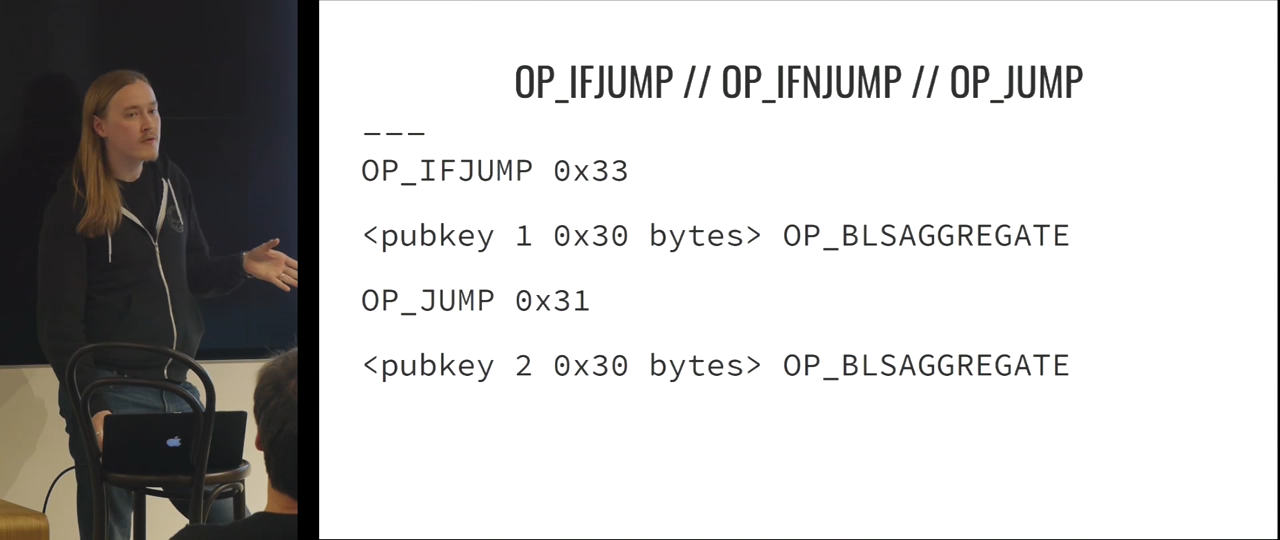 OP_IFJUMP // OP_IFNJUMP // OP_JUMP
---
OP_IFJUMP 0x33
<pubkey 1 0x30 bytes> OP_BLSAGGREGATE
OP_JUMP 0x31
<pubkey 2 0x30 bytes> OP_BLSAGGREGATE